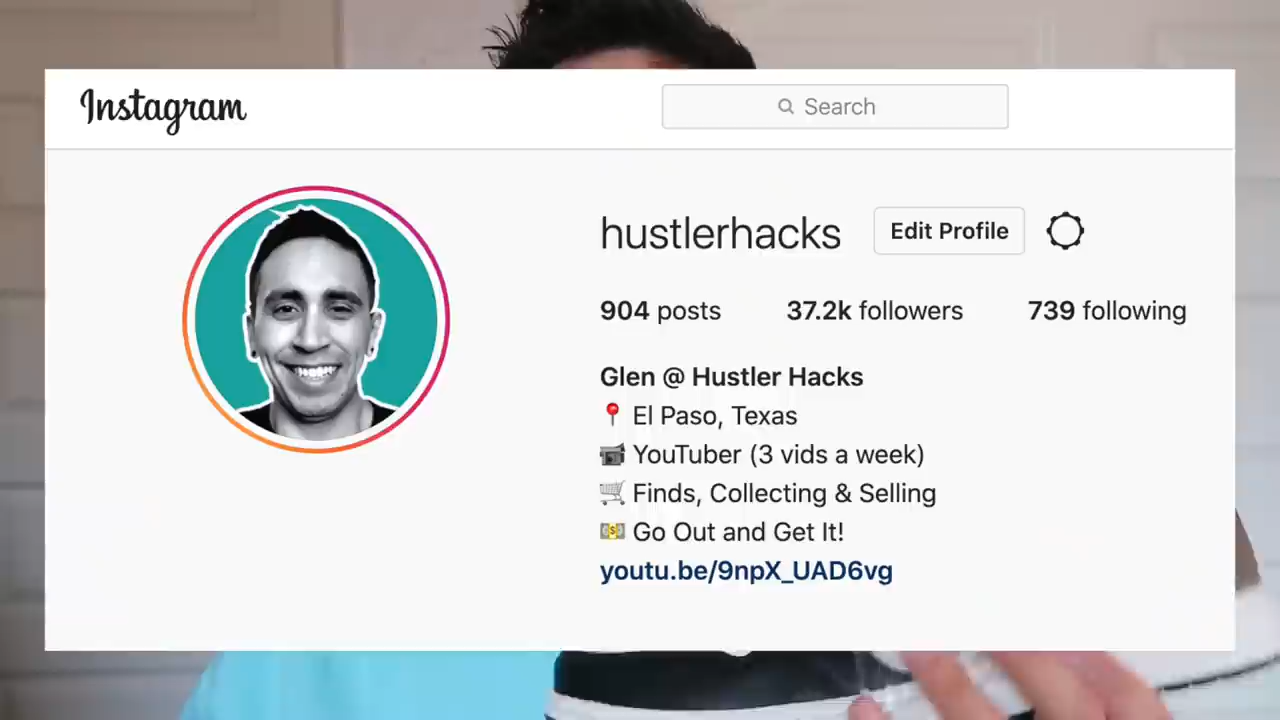 Instagram
Search
hustlerhacks
Edit Profile
904 posts 37.2k followers 739 following
Glen @ Hustler Hacks
📍 El Paso, Texas
📹 YouTuber (3 vids a week)
🛒 Finds, Collecting & Selling
💵 Go Out and Get It!
youtu.be/9npX_UAD6vg